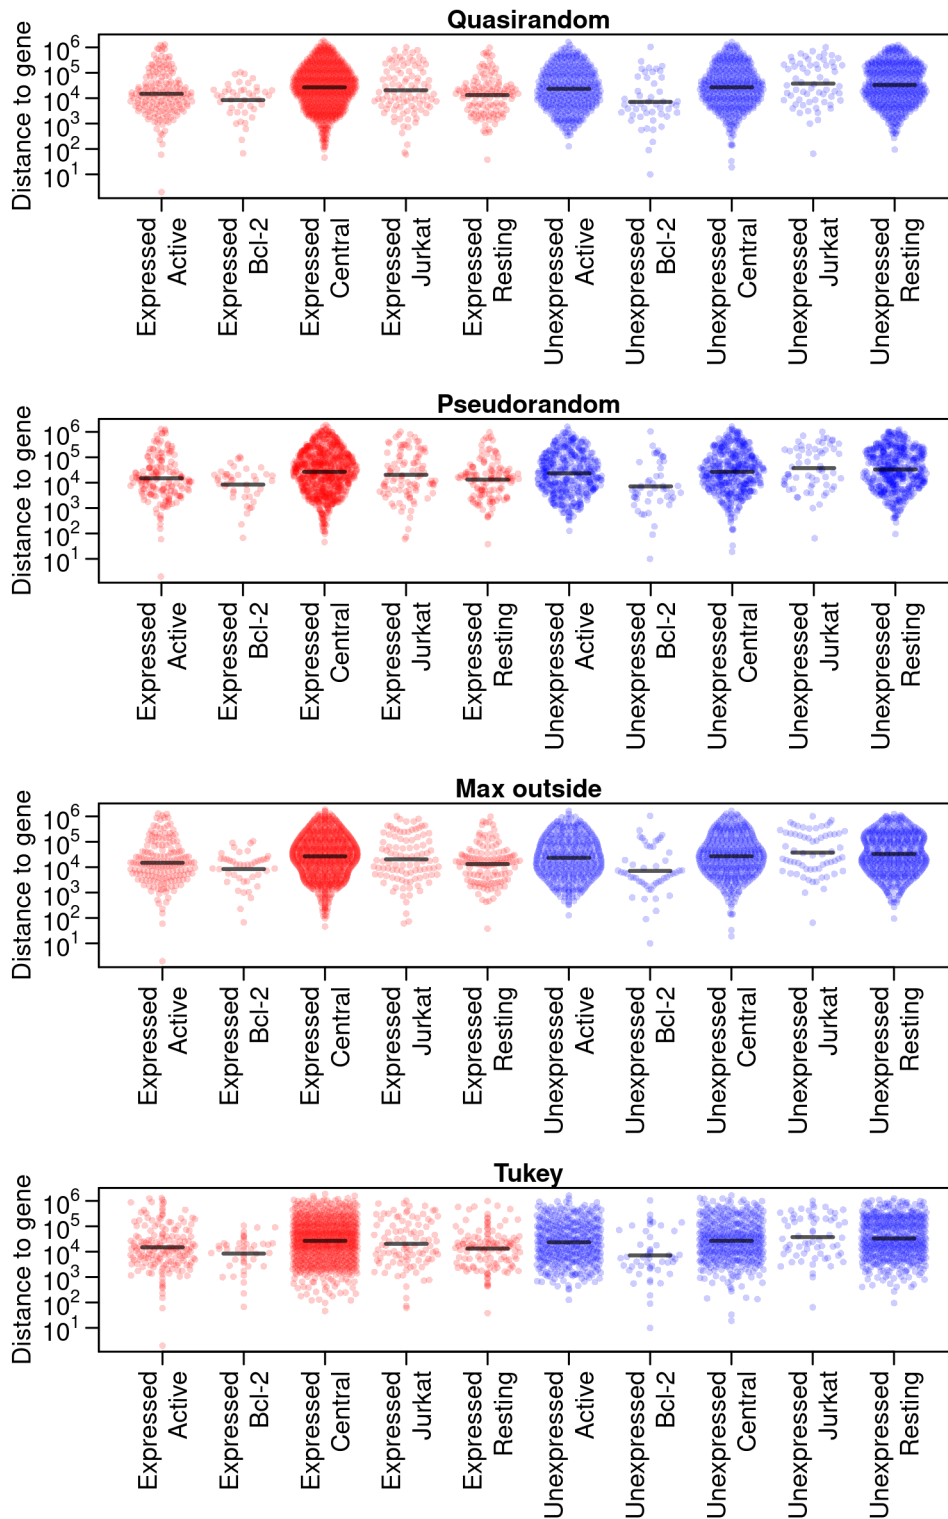 Quasirandom
Distance to gene
10^6
10^5
10^4
10^3
10^2
10^1
Expressed
Active
Expressed
Bcl-2
Expressed
Central
Expressed
Jurkat
Expressed
Resting
Unexpressed
Active
Unexpressed
Bcl-2
Unexpressed
Central
Unexpressed
Jurkat
Unexpressed
Resting
Pseudorandom
Distance to gene
10^6
10^5
10^4
10^3
10^2
10^1
Expressed
Active
Expressed
Bcl-2
Expressed
Central
Expressed
Jurkat
Expressed
Resting
Unexpressed
Active
Unexpressed
Bcl-2
Unexpressed
Central
Unexpressed
Jurkat
Unexpressed
Resting
Max outside
Distance to gene
10^6
10^5
10^4
10^3
10^2
10^1
Expressed
Active
Expressed
Bcl-2
Expressed
Central
Expressed
Jurkat
Expressed
Resting
Unexpressed
Active
Unexpressed
Bcl-2
Unexpressed
Central
Unexpressed
Jurkat
Unexpressed
Resting
Tukey
Distance to gene
10^6
10^5
10^4
10^3
10^2
10^1
Expressed
Active
Expressed
Bcl-2
Expressed
Central
Expressed
Jurkat
Expressed
Resting
Unexpressed
Active
Unexpressed
Bcl-2
Unexpressed
Central
Unexpressed
Jurkat
Unexpressed
Resting